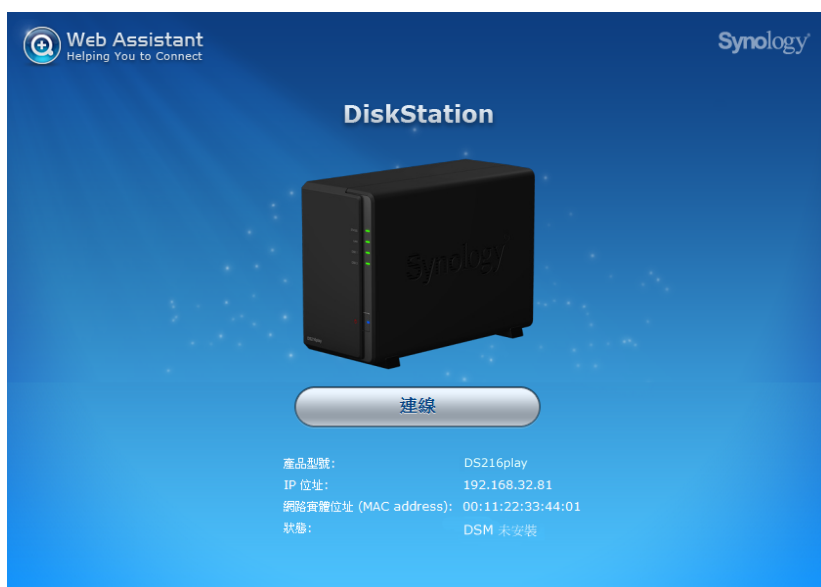 Web Assistant
Helping You to Connect
Synology
DiskStation
Synology
連線
產品型號: DS216play
IP 位址: 192.168.32.81
網路實體位址 (MAC address): 00:11:22:33:44:01
狀態: DSM 未安裝